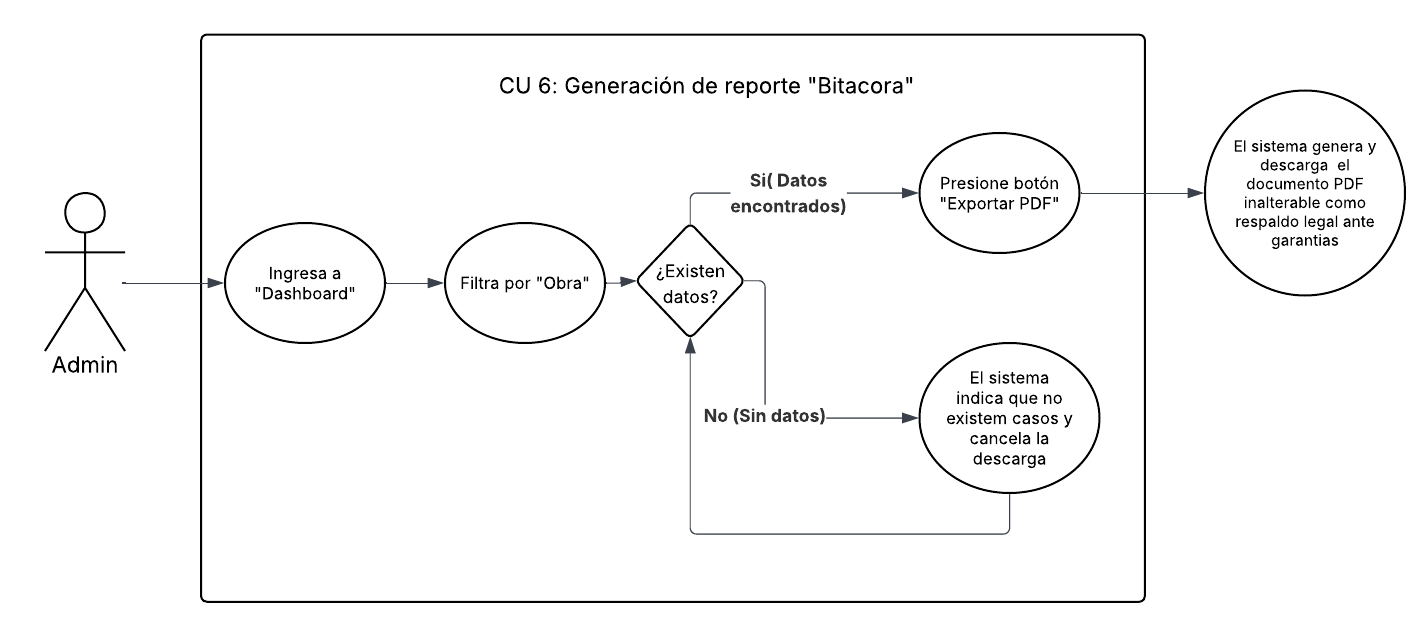 CU 6: Generación de reporte "Bitacora"
Admin
Ingresa a
"Dashboard"
Filtra por "Obra"
¿Existen
datos?
Si( Datos
encontrados)
Presione botón
"Exportar PDF"
El sistema genera y
descarga  el
documento PDF
inalterable como
respaldo legal ante
garantias
No (Sin datos)
El sistema
indica que no
existem casos y
cancela la
descarga